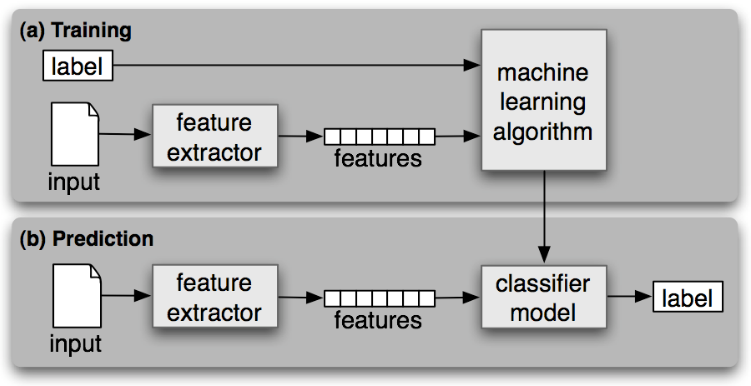 (a) Training
label
machine
learning
algorithm
feature
extractor
features
input
(b) Prediction
feature
extractor
features
classifier
model
label
input